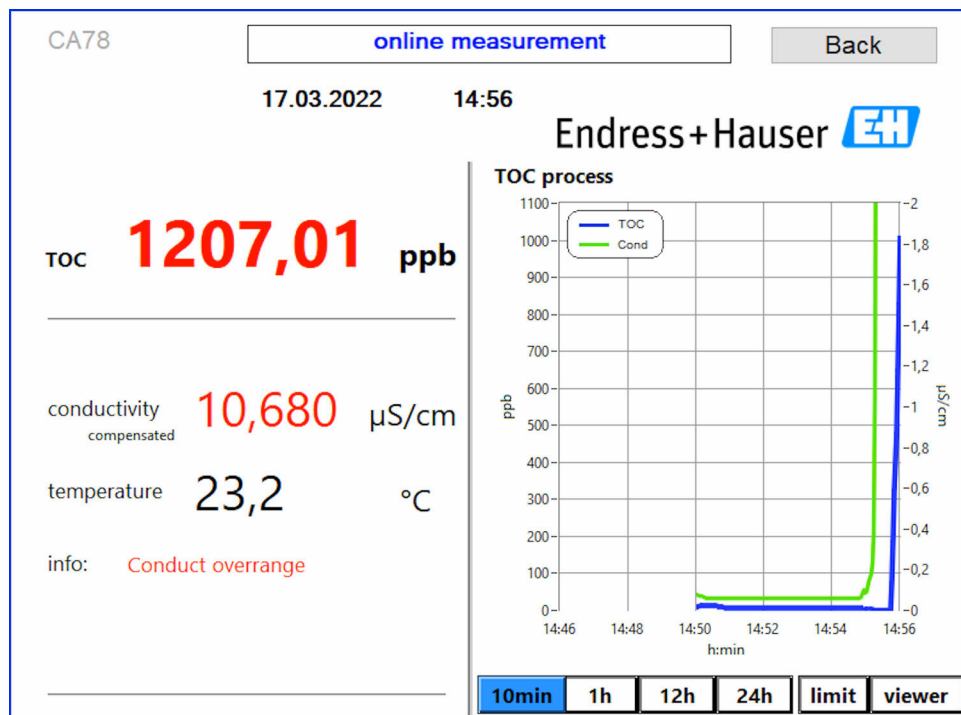 CA78
online measurement
Back
17.03.2022 14:56
Endress+Hauser EH
TOC process
TOC 1207,01 ppb
conductivity 10,680 µS/cm
compensated
temperature 23,2 °C
info: Conduct overrange
TOC
Cond
1100
1000
900
800
700
600
500
400
300
200
100
0
ppb
2
1,8
1,6
1,4
1,2
1
0,8
0,6
0,4
0,2
0
µS/cm
14:46 14:48 14:50 14:52 14:54 14:56
h:min
10min 1h 12h 24h limit viewer